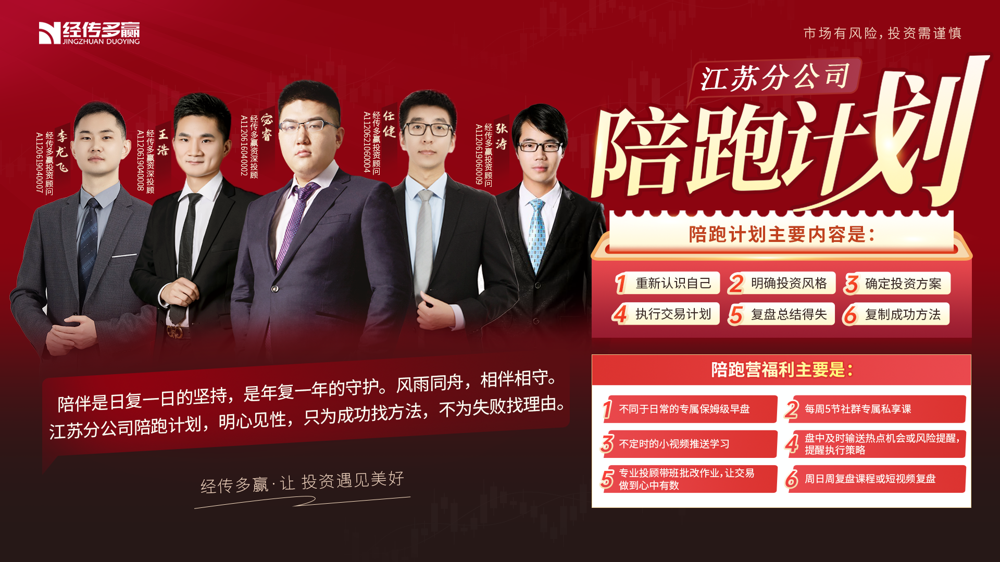 经传多赢
JINGZHUAN DUOYING
市场有风险，投资需谨慎
李龙飞
经传多赢投资顾问
A1120619040007
王浩
经传多赢资深投顾
A1120619040008
宓睿
经传多赢资深投顾
A1120616040002
任健
经传多赢投资顾问
A1120621060004
张涛
经传多赢投资顾问
A1120619060009
江苏分公司
陪跑计划
陪跑计划主要内容是：
1 重新认识自己
2 明确投资风格
3 确定投资方案
4 执行交易计划
5 复盘总结得失
6 复制成功方法
陪跑营福利主要是：
1 不同于日常的专属保姆级早盘
2 每周5节社群专属私享课
3 不定时的小视频推送学习
4 盘中及时输送热点机会或风险提醒，
提醒执行策略
5 专业投顾带班批改作业，让交易
做到心中有数
6 周日周复盘课程或短视频复盘
陪伴是日复一日的坚持，是年复一年的守护。风雨同舟，相伴相守。
江苏分公司陪跑计划，明心见性，只为成功找方法，不为失败找理由。
经传多赢·让 投资遇见美好